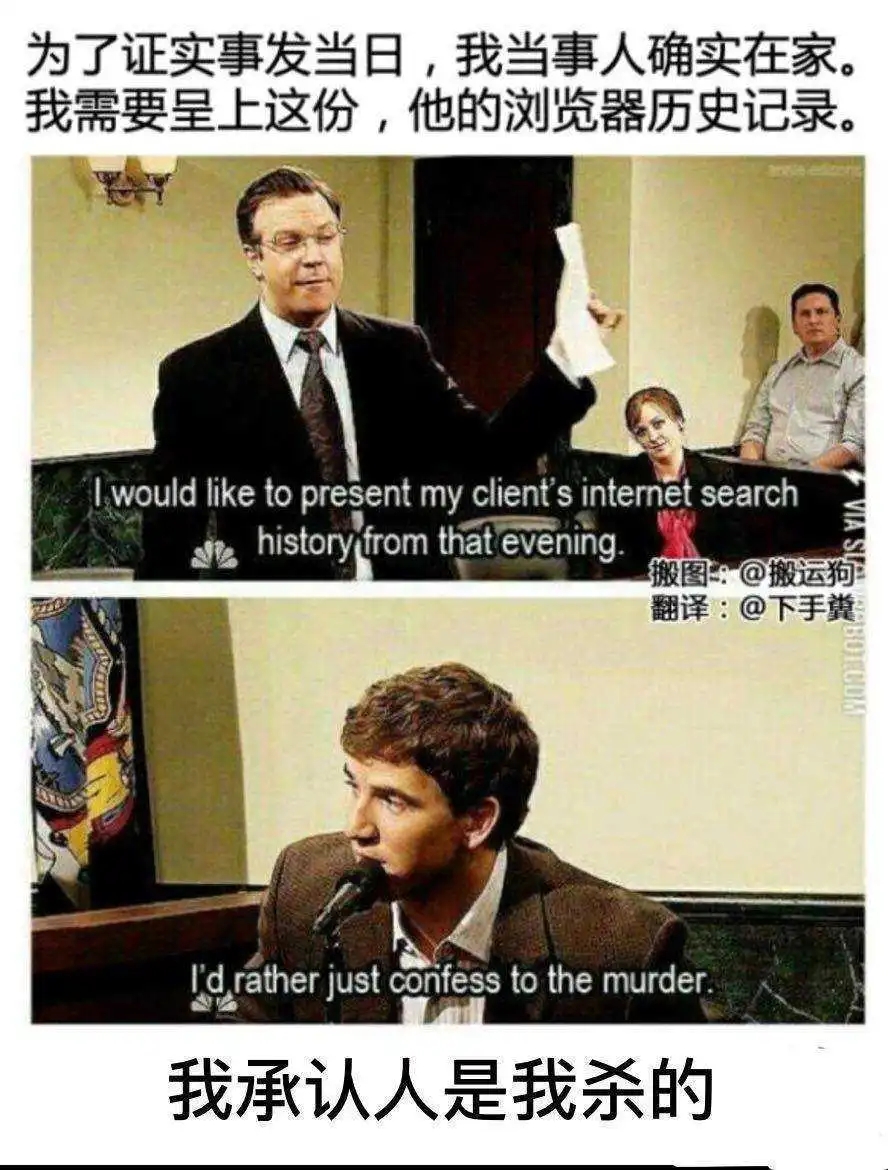 为了证实事发当日，我当事人确实在家。
我需要呈上这份，他的浏览器历史记录。
I would like to present my client's internet search
history from that evening.
搬图：@搬运狗
翻译：@下手糞
I'd rather just confess to the murder.
我承认人是我杀的